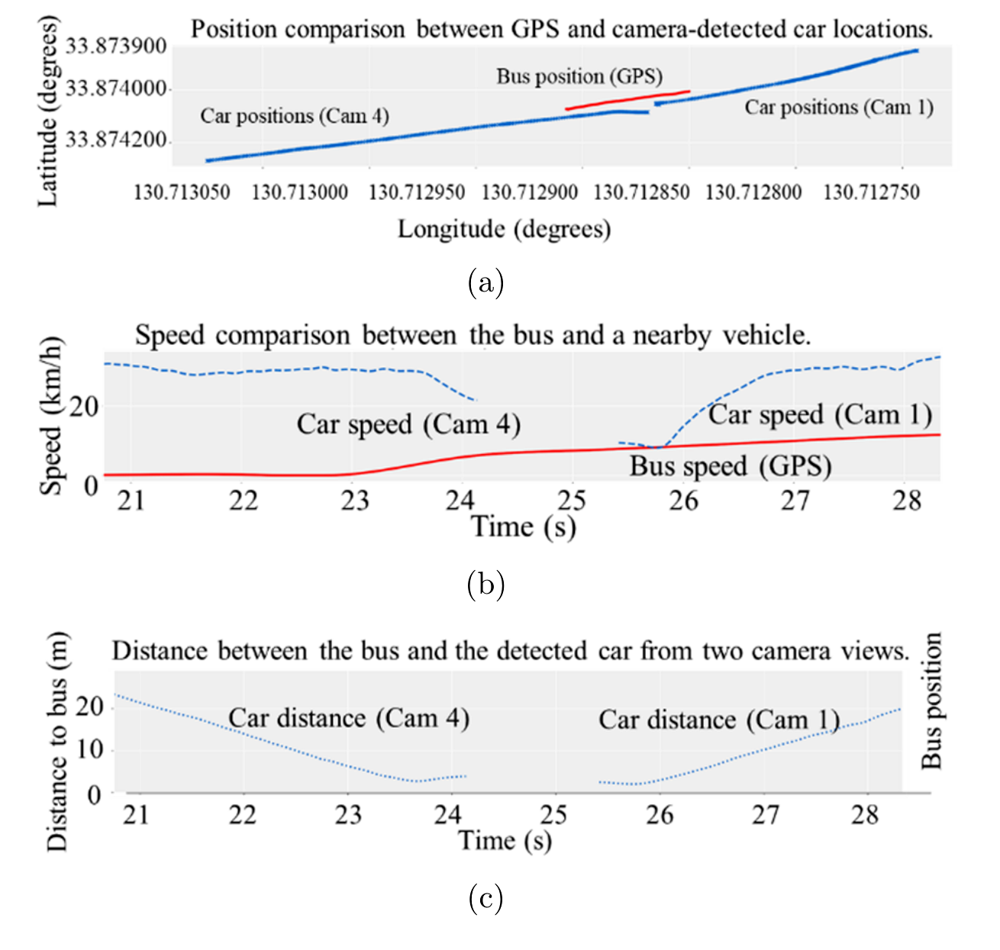 Position comparison between GPS and camera-detected car locations.
Latitude (degrees)
33.873900
33.874000
33.874200
Bus position (GPS)
Car positions (Cam 4)
Car positions (Cam 1)
130.713050 130.713000 130.712950 130.712900 130.712850 130.712800 130.712750
Longitude (degrees)
(a)
Speed comparison between the bus and a nearby vehicle.
Speed (km/h)
20
0
Car speed (Cam 4)
Car speed (Cam 1)
Bus speed (GPS)
21 22 23 24 25 26 27 28
Time (s)
(b)
Distance between the bus and the detected car from two camera views.
Distance to bus (m)
20
10
0
Car distance (Cam 4)
Car distance (Cam 1)
Bus position
21 22 23 24 25 26 27 28
Time (s)
(c)